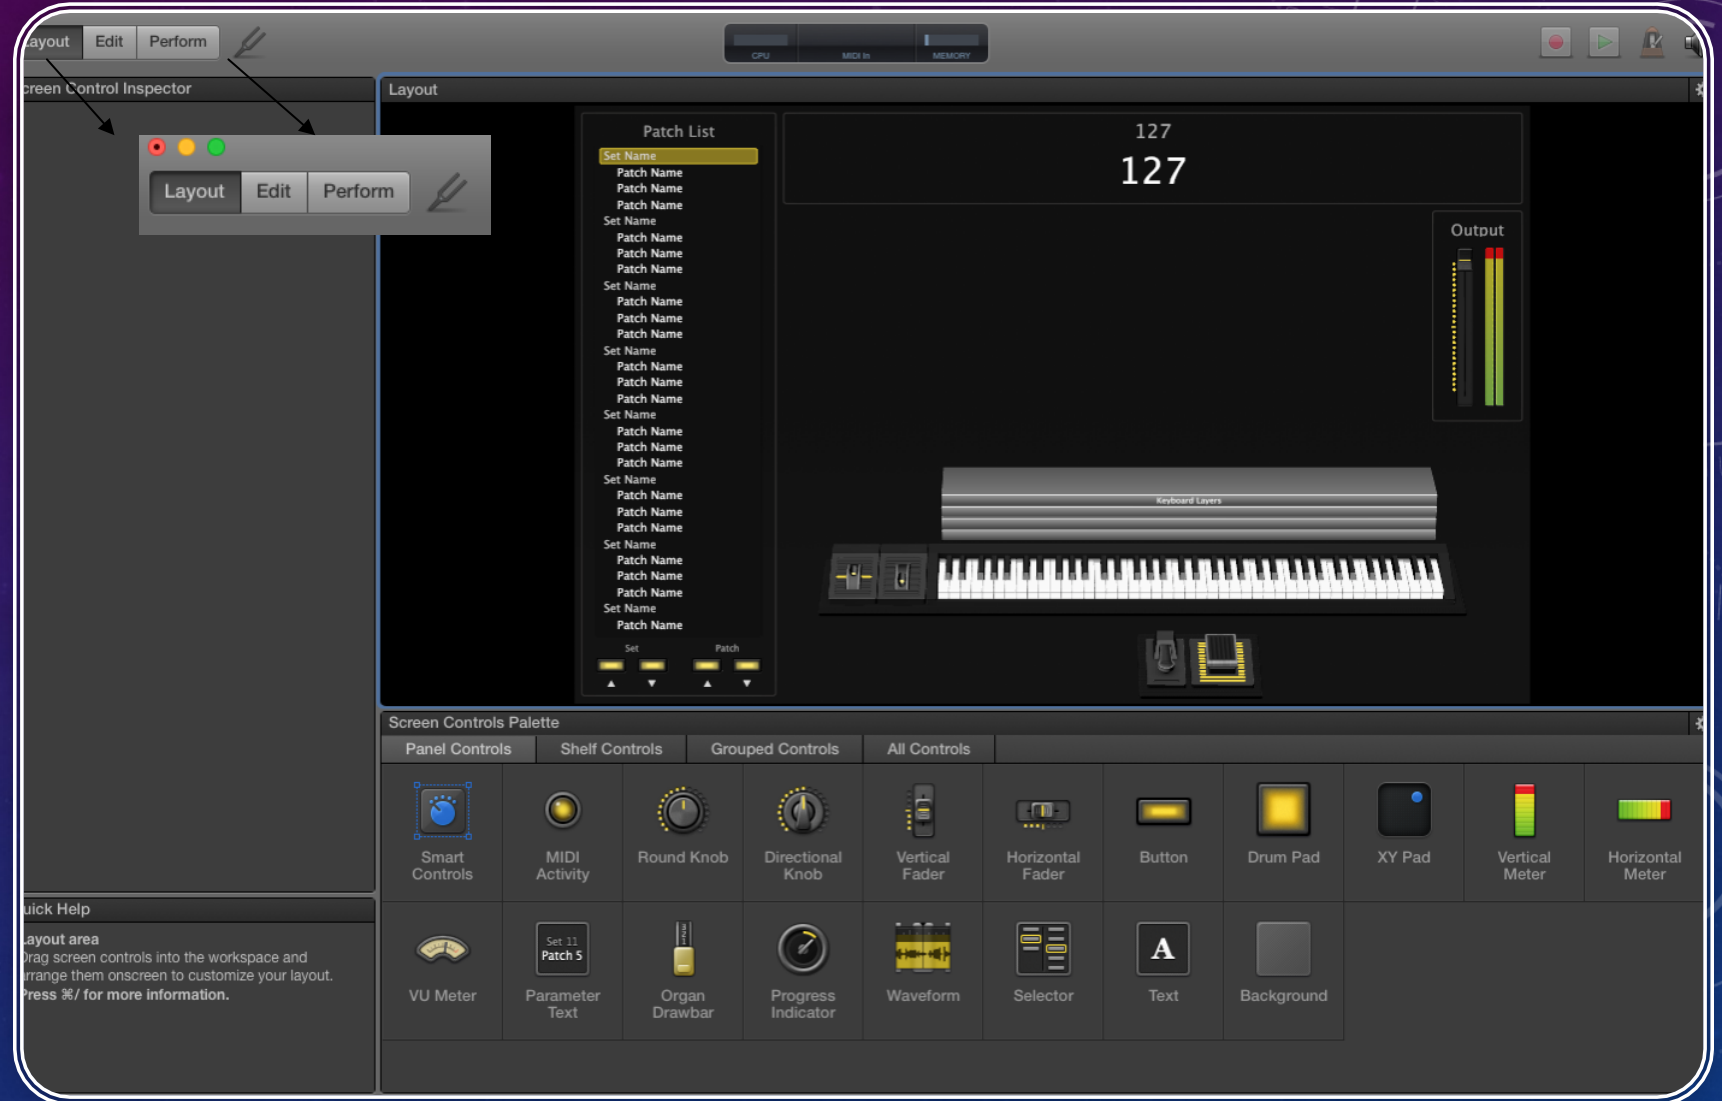 ayout Edit Perform
CPU MIDI In MEMORY
creen Control Inspector
Layout Edit Perform
uick Help
ayout area
Drag screen controls into the workspace and
rrange them onscreen to customize your layout.
Press ⌘/ for more information.
Layout
Patch List
Set Name
Patch Name
Patch Name
Patch Name
Set Name
Patch Name
Patch Name
Patch Name
Set Name
Patch Name
Patch Name
Patch Name
Set Name
Patch Name
Patch Name
Patch Name
Set Name
Patch Name
Patch Name
Patch Name
Set Name
Patch Name
Patch Name
Patch Name
Set Name
Patch Name
Patch Name
Patch Name
Set Name
Patch Name
Set Patch
127
127
Output
Keyboard Layers
Screen Controls Palette
Panel Controls Shelf Controls Grouped Controls All Controls
Smart
Controls
MIDI
Activity
Round Knob
Directional
Knob
Vertical
Fader
Horizontal
Fader
Button
Drum Pad
XY Pad
Vertical
Meter
Horizontal
Meter
VU Meter
Set 11
Patch 5
Parameter
Text
Organ
Drawbar
Progress
Indicator
Waveform
Selector
A
Text
Background